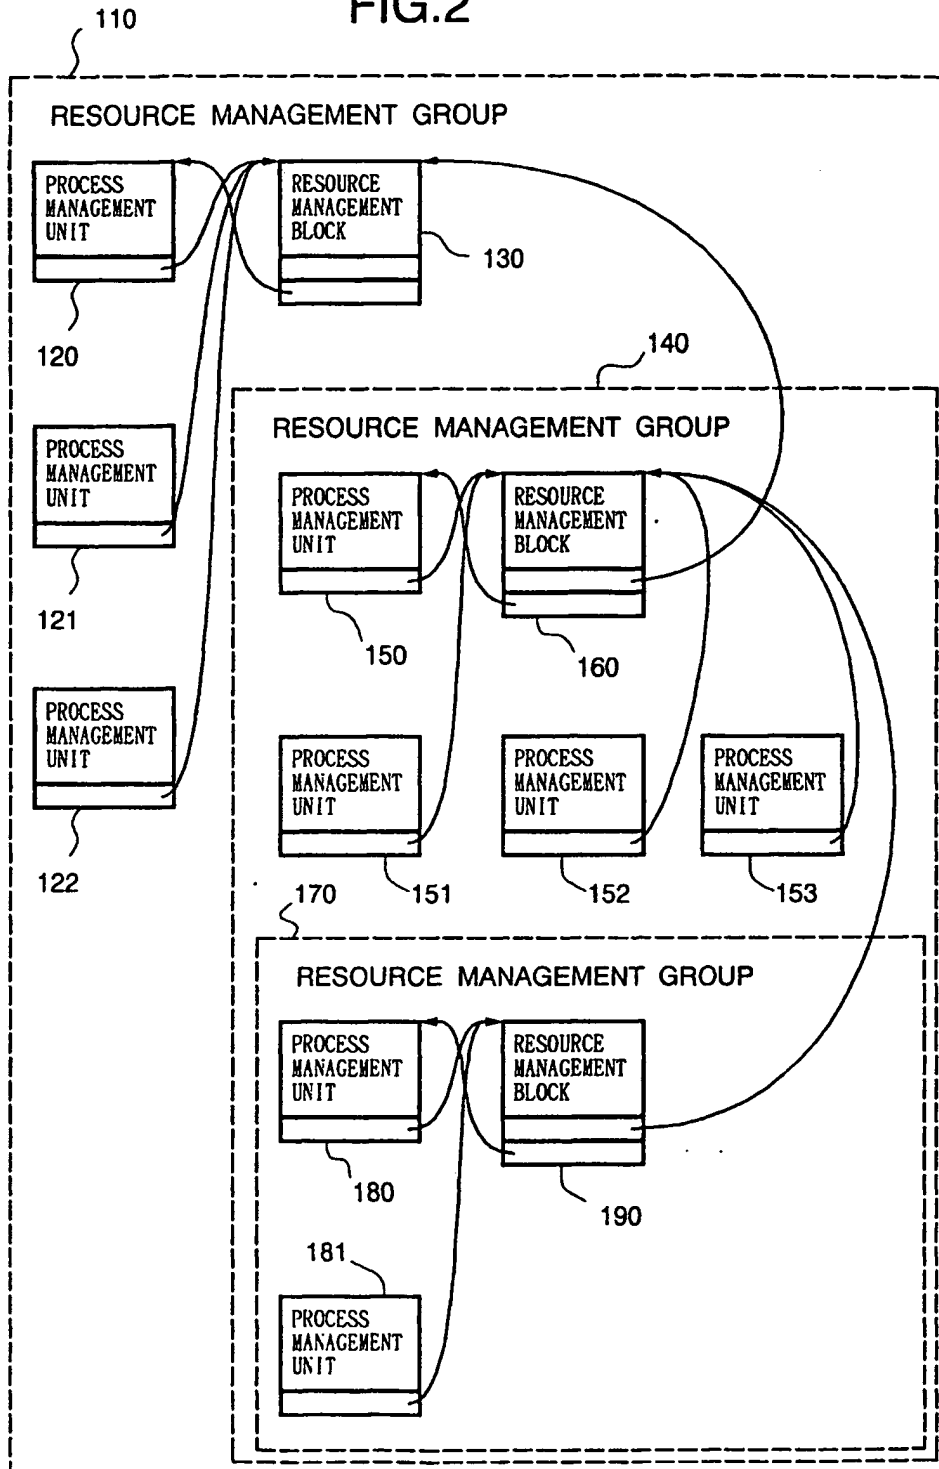 FIG.2
110
RESOURCE MANAGEMENT GROUP
PROCESS
MANAGEMENT
UNIT
RESOURCE
MANAGEMENT
BLOCK
130
120
140
RESOURCE MANAGEMENT GROUP
PROCESS
MANAGEMENT
UNIT
121
PROCESS
MANAGEMENT
UNIT
RESOURCE
MANAGEMENT
BLOCK
150
160
PROCESS
MANAGEMENT
UNIT
122
PROCESS
MANAGEMENT
UNIT
PROCESS
MANAGEMENT
UNIT
PROCESS
MANAGEMENT
UNIT
151
152
153
170
RESOURCE MANAGEMENT GROUP
PROCESS
MANAGEMENT
UNIT
RESOURCE
MANAGEMENT
BLOCK
180
190
181
PROCESS
MANAGEMENT
UNIT